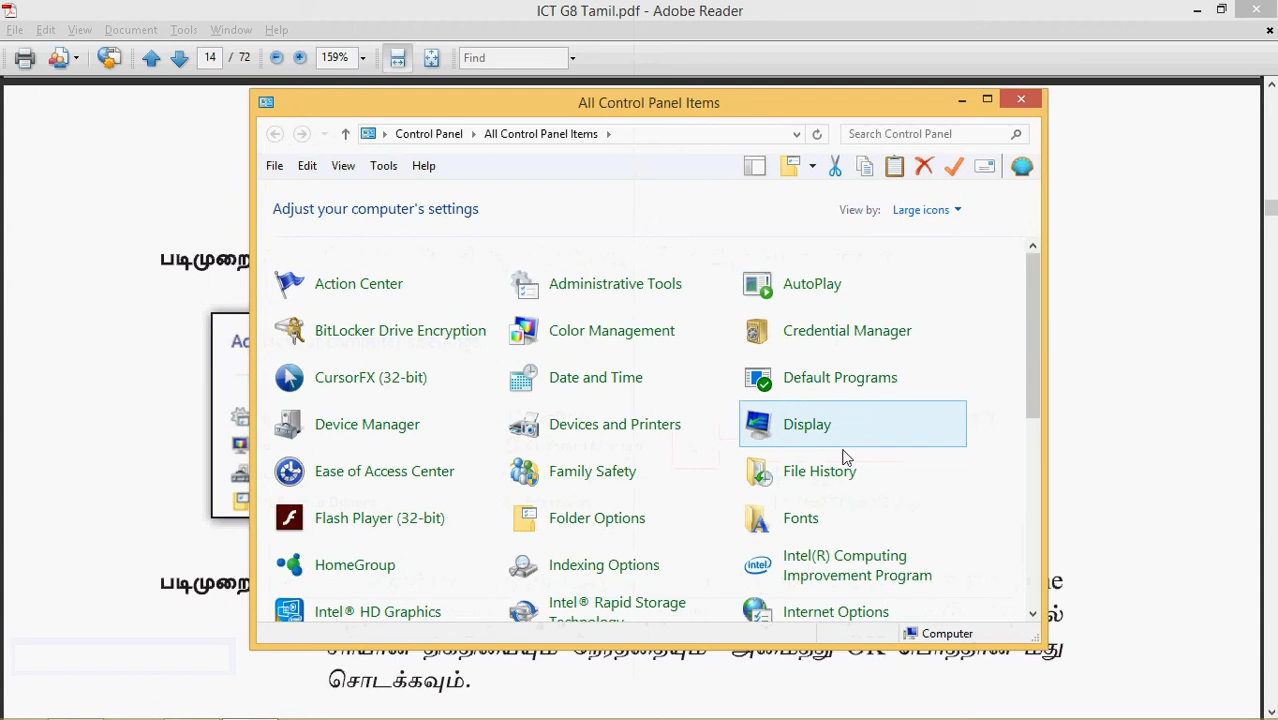 ICT G8 Tamil.pdf - Adobe Reader
File Edit View Document Tools Window Help
14 / 72 159% Find
All Control Panel Items
Control Panel All Control Panel Items Search Control Panel
File Edit View Tools Help
Adjust your computer's settings
View by: Large icons
படிமுறை
Action Center Administrative Tools AutoPlay
BitLocker Drive Encryption Color Management Credential Manager
CursorFX (32-bit) Date and Time Default Programs
Device Manager Devices and Printers Display
Ease of Access Center Family Safety File History
Flash Player (32-bit) Folder Options Fonts
HomeGroup Indexing Options Intel(R) Computing Improvement Program
படிமுறை
Intel® HD Graphics Intel® Rapid Storage Technology Internet Options
Computer
சொடக்கவும்.